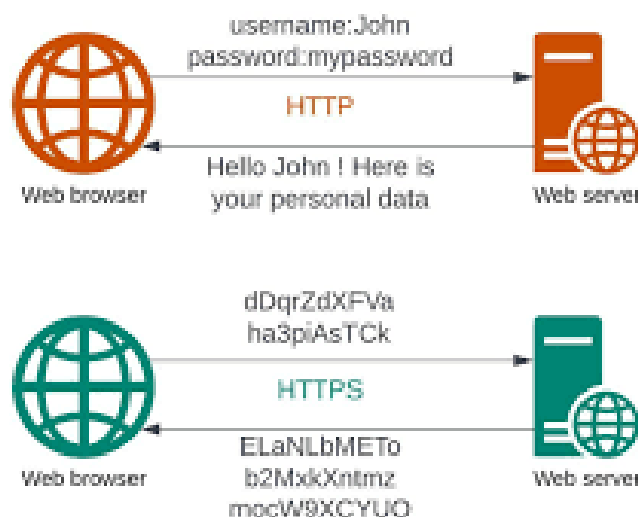 username:John
password:mypassword
HTTP
Hello John ! Here is
your personal data
Web browser
Web server
dDqrZdXFVa
ha3piAsTCk
HTTPS
ELaNLbMETo
b2MxkXntmz
mocW9XCYUO
Web browser
Web server